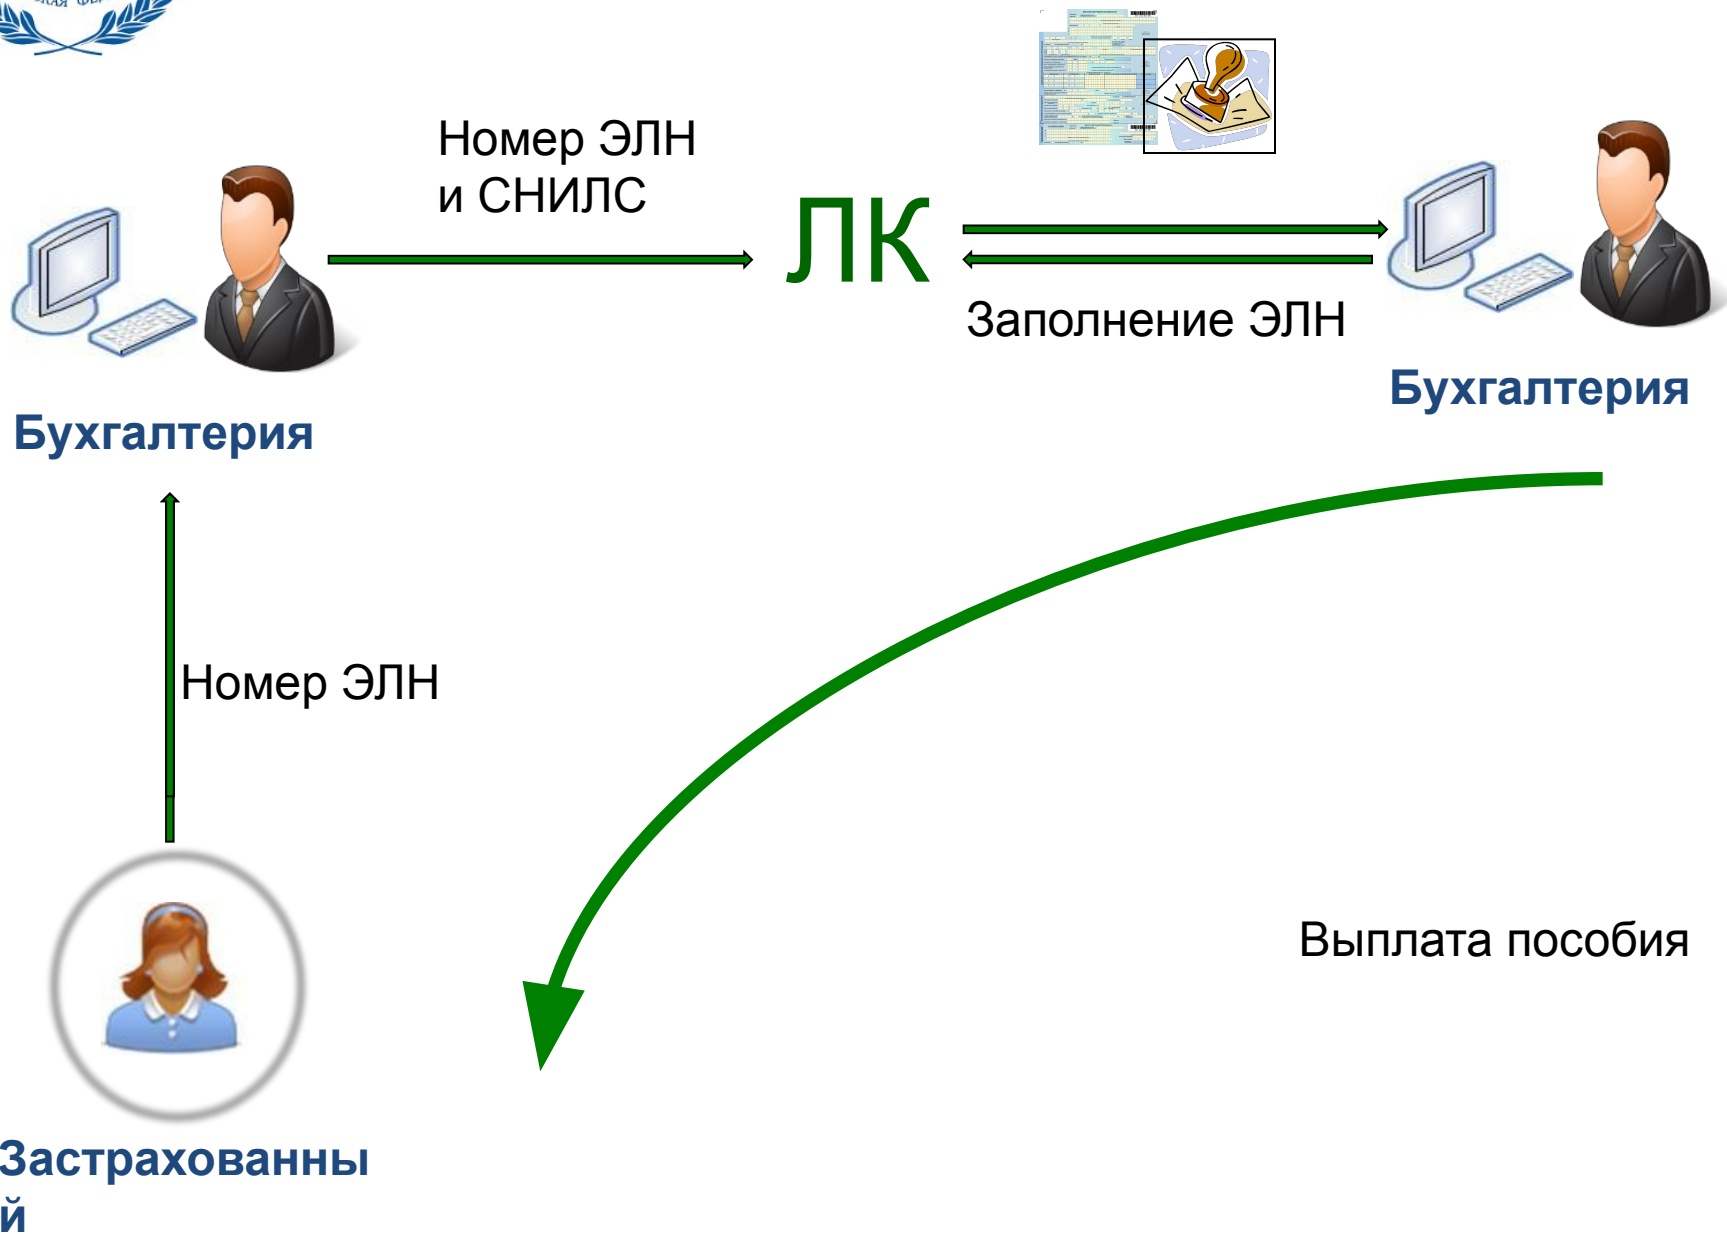 Номер ЭЛН
и СНИЛС
ЛК
Заполнение ЭЛН
Бухгалтерия
Бухгалтерия
Номер ЭЛН
Выплата пособия
Застрахованны
й